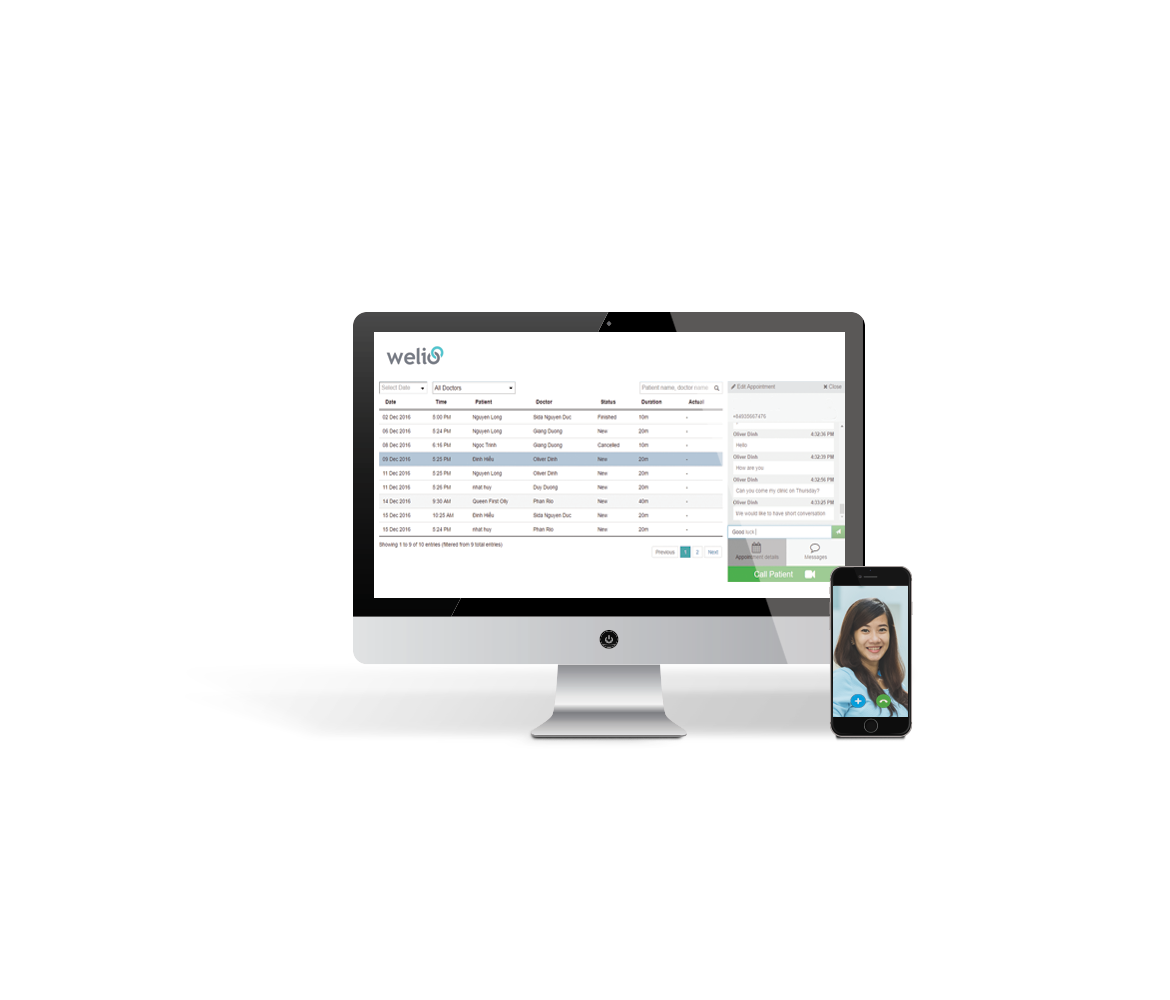 welio
Select Date All Doctors Patient name, doctor name
Date Time Patient Doctor Status Duration Actual
02 Dec 2016 5:00 PM Nguyen Long Bida Nguyen Duc Finished 10m -
06 Dec 2016 5:24 PM Nguyen Long Giang Duong New 20m -
08 Dec 2016 6:16 PM Ngọc Trinh Giang Duong Cancelled 10m -
09 Dec 2016 5:25 PM Đinh Hiếu Oliver Dinh New 20m -
11 Dec 2016 5:25 PM Nguyen Long Oliver Dinh New 20m -
11 Dec 2016 5:26 PM nhat huy Duy Duong New 20m -
14 Dec 2016 9:30 AM Queen First City Phan Rio New 40m -
15 Dec 2016 10:25 AM Đinh Hiếu Bida Nguyen Duc New 20m -
15 Dec 2016 5:24 PM nhat huy Phan Rio New 20m -
Showing 1 to 9 of 10 entries (filtered from 9 total entries)
Previous 1 2 Next
Edit Appointment Close
Oliver Dinh 4:32:36 PM
Hello
Oliver Dinh 4:32:39 PM
How are you
Oliver Dinh 4:32:56 PM
Can you come my clinic on Thursday?
Oliver Dinh 4:33:25 PM
We would like to have short conversation
Good luck
Appointment details Messages
Call Patient